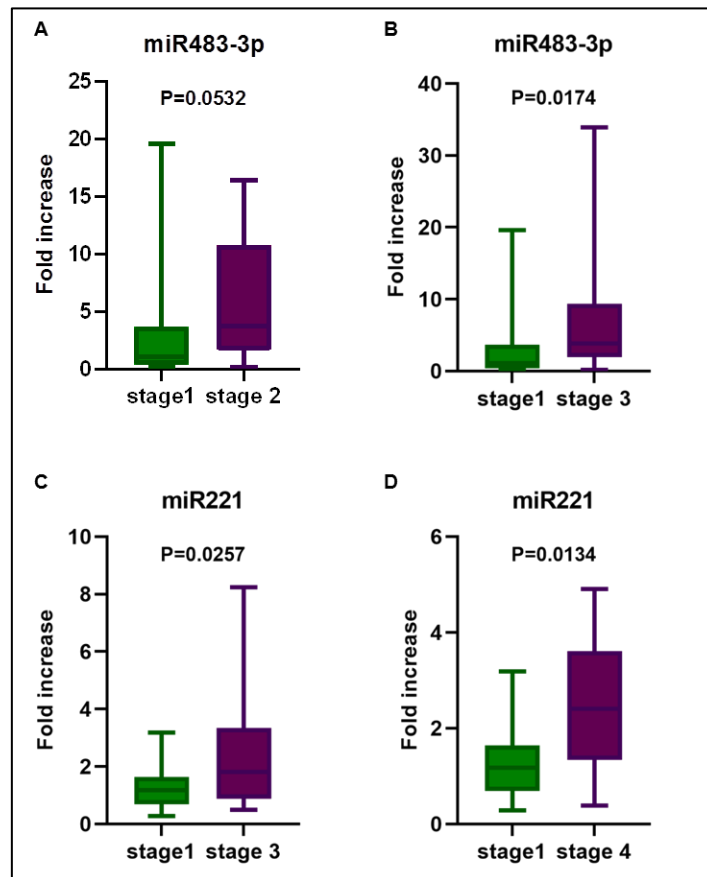 A
miR483-3p
P=0.0532
Fold increase
25
20
15
10
5
0
stage1 stage 2
B
miR483-3p
P=0.0174
Fold increase
40
30
20
10
0
stage1 stage 3
C
miR221
P=0.0257
Fold increase
10
8
6
4
2
0
stage1 stage 3
D
miR221
P=0.0134
Fold increase
6
4
2
0
stage1 stage 4